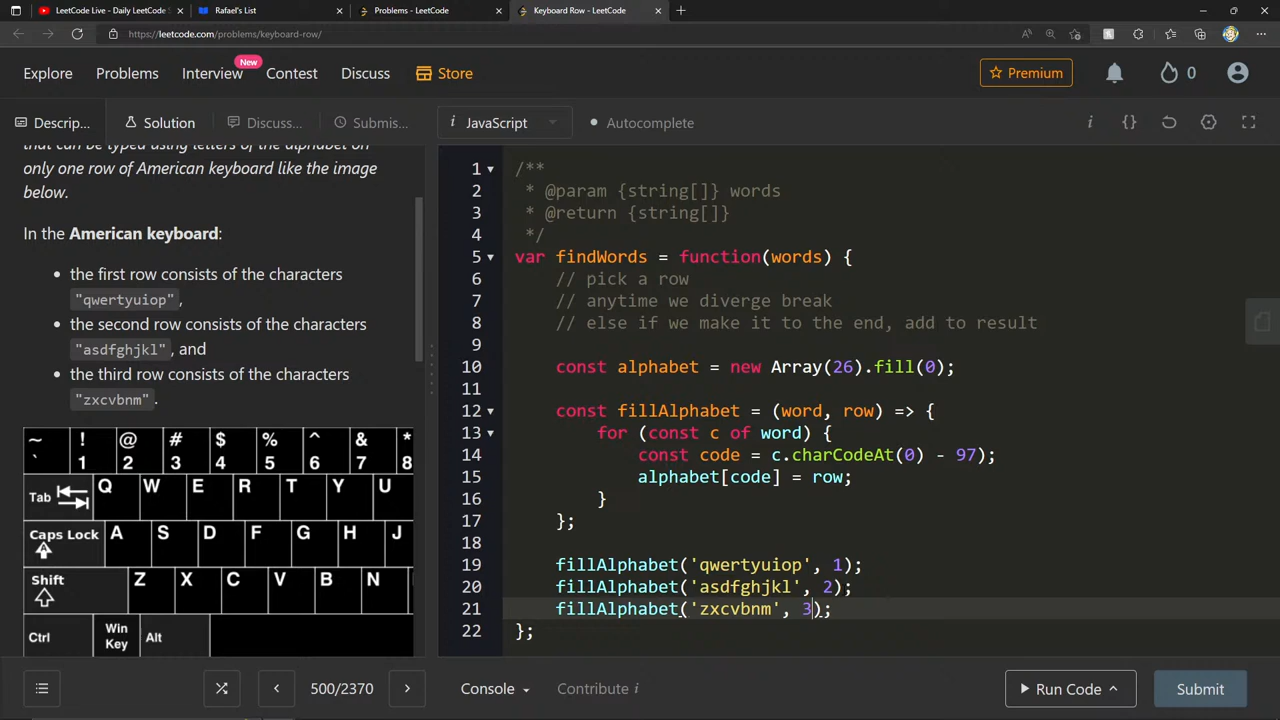 LeetCode Live - Daily LeetCode
Rafael's List
Problems - LeetCode
Keyboard Row - LeetCode
https://leetcode.com/problems/keyboard-row/
Explore
Problems
Interview
New
Contest
Discuss
Store
Premium
0
Descrip...
Solution
Discuss...
Submis...
i JavaScript
Autocomplete
i {}
that can be typed using letters of the alphabet on
only one row of American keyboard like the image
below.
In the American keyboard:
• the first row consists of the characters
"qwertyuiop",
• the second row consists of the characters
"asdfghjkl", and
• the third row consists of the characters
"zxcvbnm".
~ ! @ # $ % ^ & *
` 1 2 3 4 5 6 7 8
Tab Q W E R T Y U
Caps Lock A S D F G H J
Shift Z X C V B N
Ctrl Win Key Alt
1 /**
2 * @param {string[]} words
3 * @return {string[]}
4 */
5 var findWords = function(words) {
6 // pick a row
7 // anytime we diverge break
8 // else if we make it to the end, add to result
9
10 const alphabet = new Array(26).fill(0);
11
12 const fillAlphabet = (word, row) => {
13 for (const c of word) {
14 const code = c.charCodeAt(0) - 97);
15 alphabet[code] = row;
16 }
17 };
18
19 fillAlphabet('qwertyuiop', 1);
20 fillAlphabet('asdfghjkl', 2);
21 fillAlphabet('zxcvbnm', 3);
22 };
500/2370
Console
Contribute i
Run Code
Submit